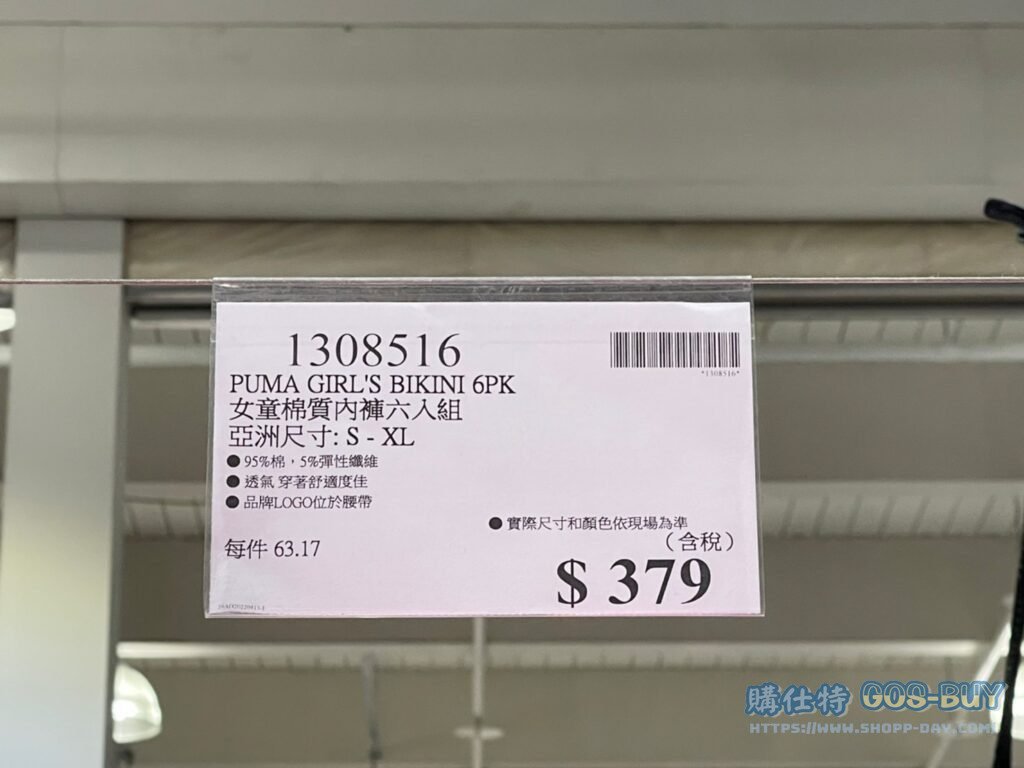 1308516
*1308516*
PUMA GIRL'S BIKINI 6PK
女童棉質內褲六入組
亞洲尺寸: S - XL
● 95%棉，5%彈性纖維
● 透氣 穿著舒適度佳
● 品牌LOGO位於腰帶
● 實際尺寸和顏色依現場為準
（含稅）
每件 63.17
$ 379
購仕特 GOS-BUY
HTTPS://WWW.SHOPP-DAY.COM/